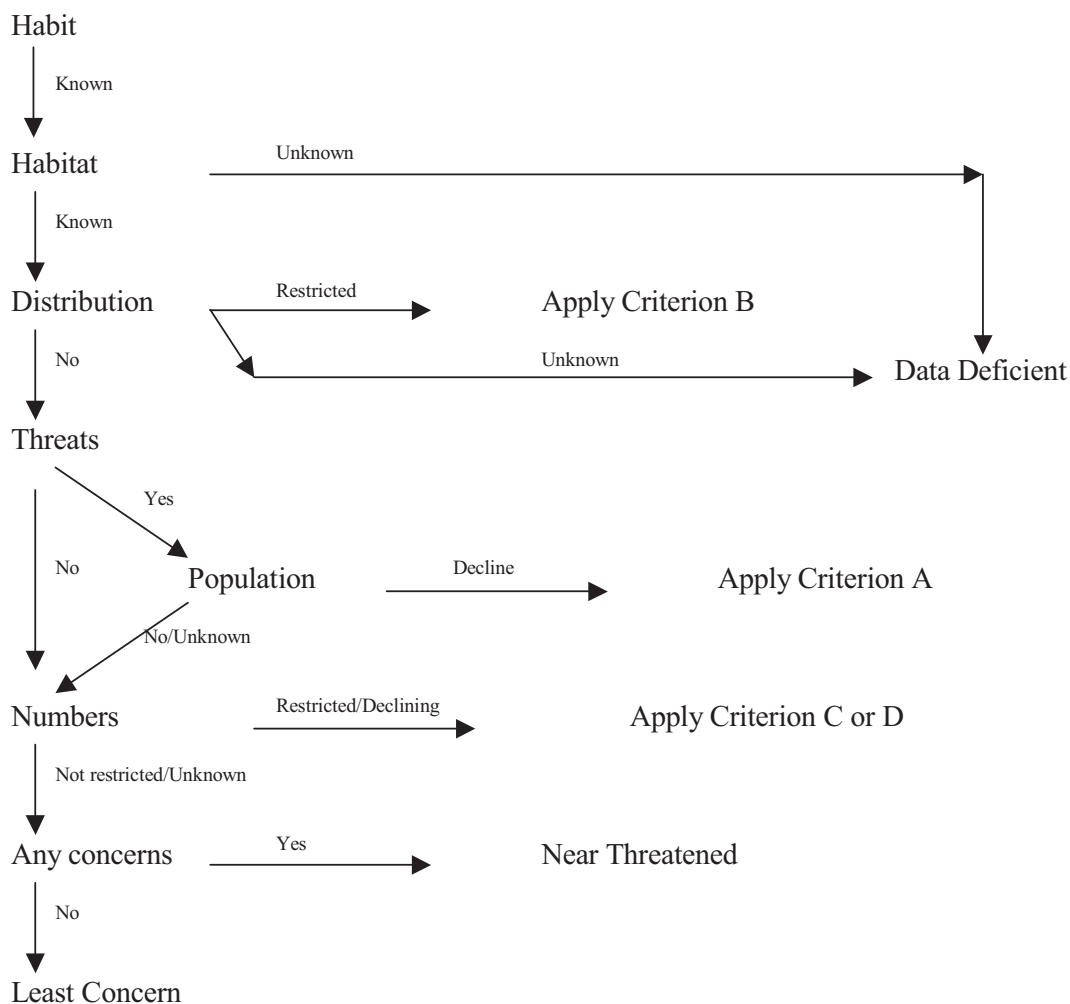 Habit
Known
Habitat
Unknown
Known
Distribution
Restricted
Apply Criterion B
No
Unknown
Data Deficient
Threats
Yes
No
Population
Decline
Apply Criterion A
No/Unknown
Numbers
Restricted/Declining
Apply Criterion C or D
Not restricted/Unknown
Any concerns
Yes
Near Threatened
No
Least Concern